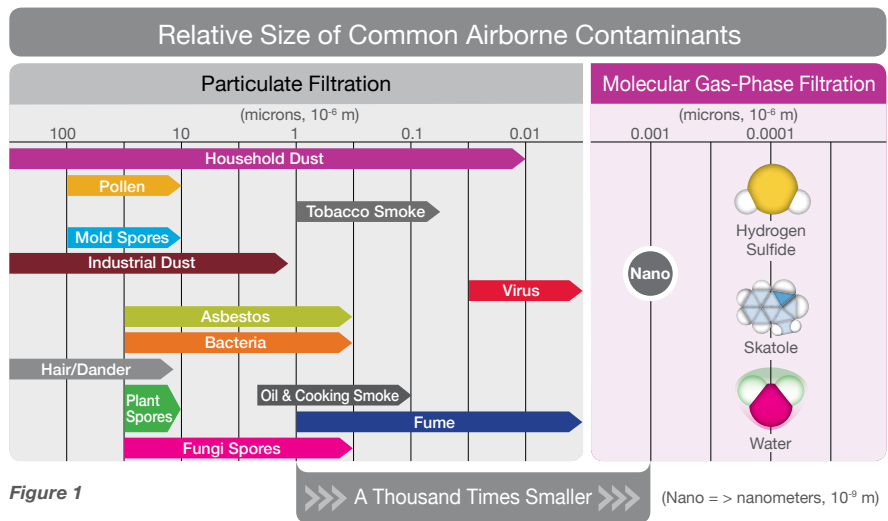 Relative Size of Common Airborne Contaminants
Particulate Filtration
Molecular Gas-Phase Filtration
(microns, 10⁻⁶ m)
(microns, 10⁻⁶ m)
100 10 1 0.1 0.01
0.001 0.0001
Household Dust
Pollen
Tobacco Smoke
Mold Spores
Industrial Dust
Virus
Asbestos
Bacteria
Hair/Dander
Plant
Spores
Oil & Cooking Smoke
Fume
Fungi Spores
Nano
Hydrogen
Sulfide
Skatole
Water
Figure 1
A Thousand Times Smaller
(Nano = > nanometers, 10⁻⁹ m)